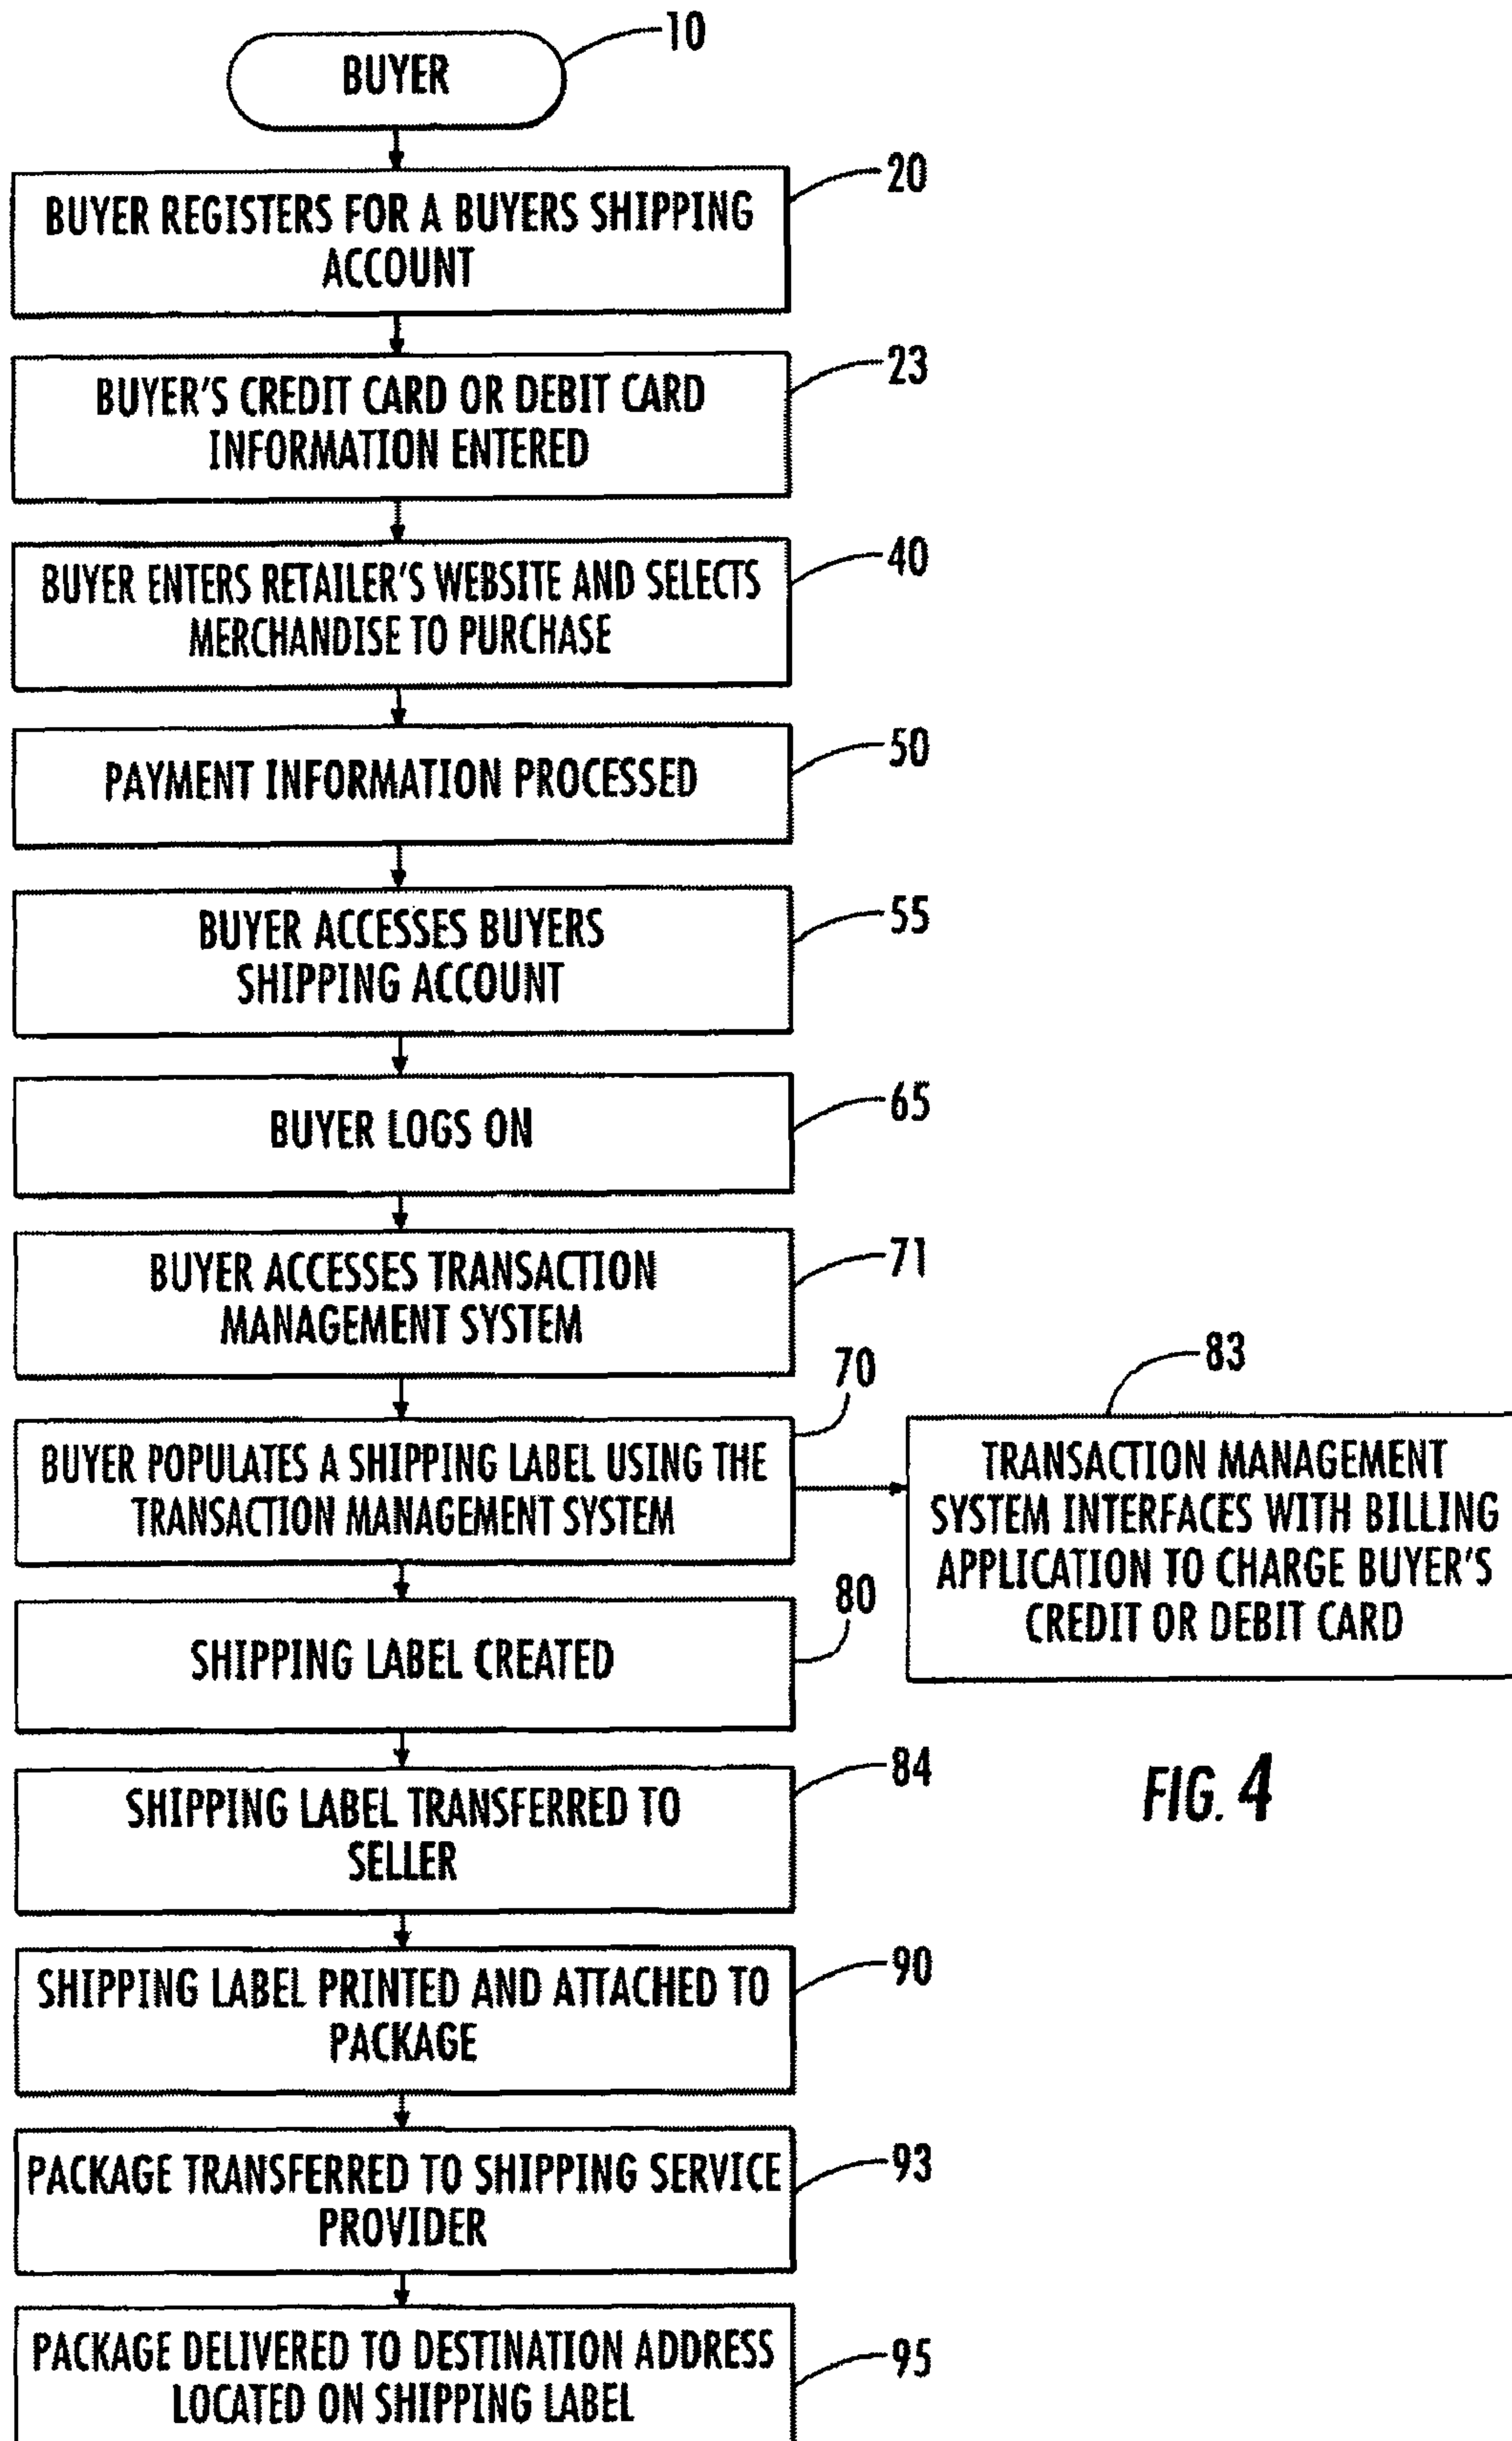 BUYER
10
BUYER REGISTERS FOR A BUYERS SHIPPING
ACCOUNT
20
BUYER'S CREDIT CARD OR DEBIT CARD
INFORMATION ENTERED
23
BUYER ENTERS RETAILER'S WEBSITE AND SELECTS
MERCHANDISE TO PURCHASE
40
PAYMENT INFORMATION PROCESSED
50
BUYER ACCESSES BUYERS
SHIPPING ACCOUNT
55
BUYER LOGS ON
65
BUYER ACCESSES TRANSACTION
MANAGEMENT SYSTEM
71
BUYER POPULATES A SHIPPING LABEL USING THE
TRANSACTION MANAGEMENT SYSTEM
70
TRANSACTION MANAGEMENT
SYSTEM INTERFACES WITH BILLING
APPLICATION TO CHARGE BUYER'S
CREDIT OR DEBIT CARD
83
SHIPPING LABEL CREATED
80
SHIPPING LABEL TRANSFERRED TO
SELLER
84
FIG. 4
SHIPPING LABEL PRINTED AND ATTACHED TO
PACKAGE
90
PACKAGE TRANSFERRED TO SHIPPING SERVICE
PROVIDER
93
PACKAGE DELIVERED TO DESTINATION ADDRESS
LOCATED ON SHIPPING LABEL
95